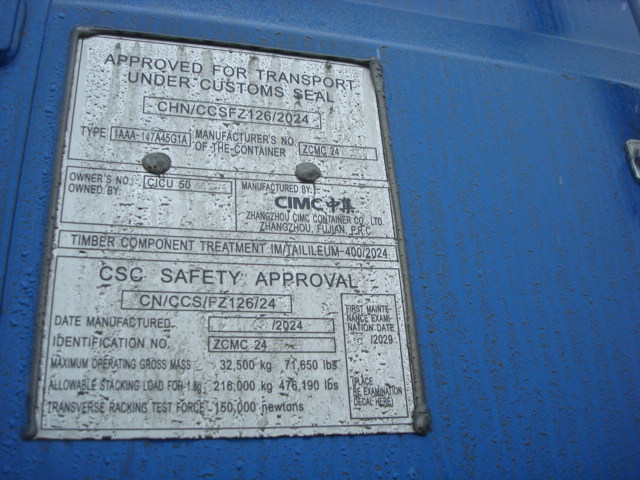 APPROVED FOR TRANSPORT
UNDER CUSTOMS SEAL
CHN/CCSFZ126/2024
TYPE 1AAA-147A45G1A MANUFACTURER'S NO. OF THE CONTAINER ZCMC 24
OWNER'S NO. CICU 50
OWNED BY:
MANUFACTURED BY:
CIMC 中集
ZHANGZHOU CIMC CONTAINER CO., LTD.
ZHANGZHOU, FUJIAN, P.R.C
TIMBER COMPONENT TREATMENT IM/TAILILEUM-400/2024
CSC SAFETY APPROVAL
CN/CCS/FZ126/24
DATE MANUFACTURED /2024
IDENTIFICATION NO. ZCMC 24
MAXIMUM OPERATING GROSS MASS 32,500 kg 71,650 lbs
ALLOWABLE STACKING LOAD FOR 1.8g 216,000 kg 476,190 lbs
TRANSVERSE RACKING TEST FORCE 150,000 newtons
FIRST MAINTE-
NANCE EXAMI-
NATION DATE
/2029
(PLACE
RE EXAMINATION
DECAL HERE)